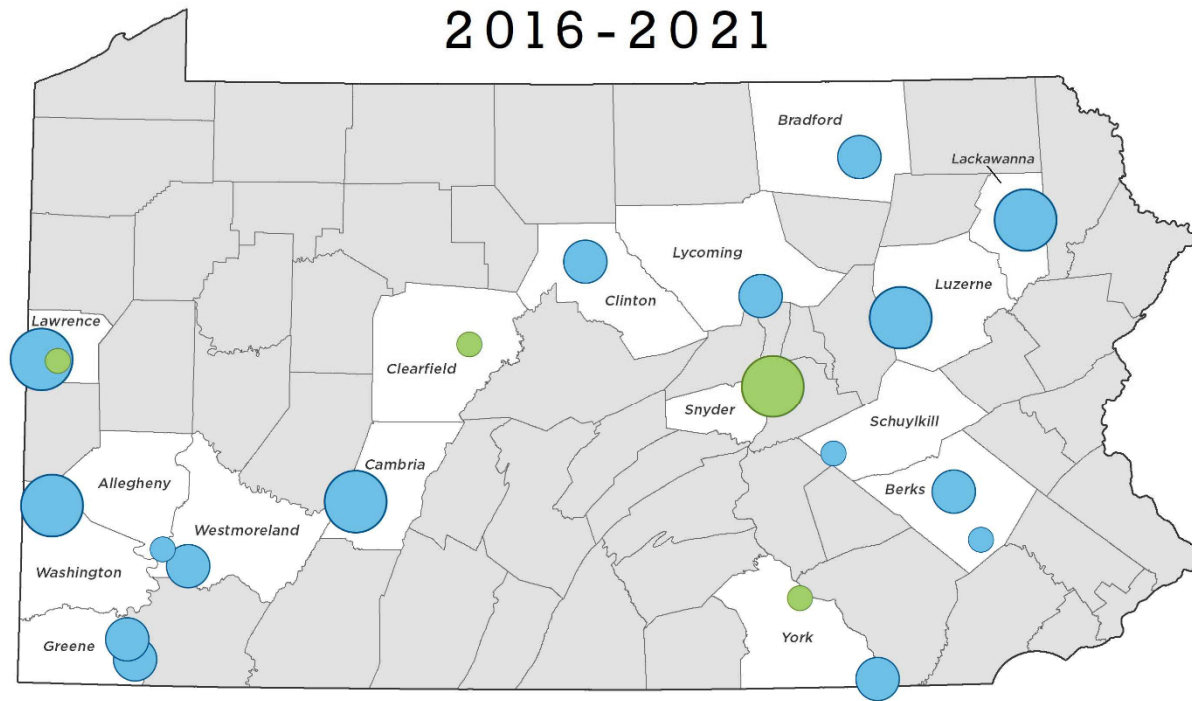 2016-2021
Bradford
Lackawanna
Lycoming
Luzerne
Clinton
Lawrence
Clearfield
Snyder
Schuylkill
Cambria
Allegheny
Berks
Westmoreland
Washington
York
Greene